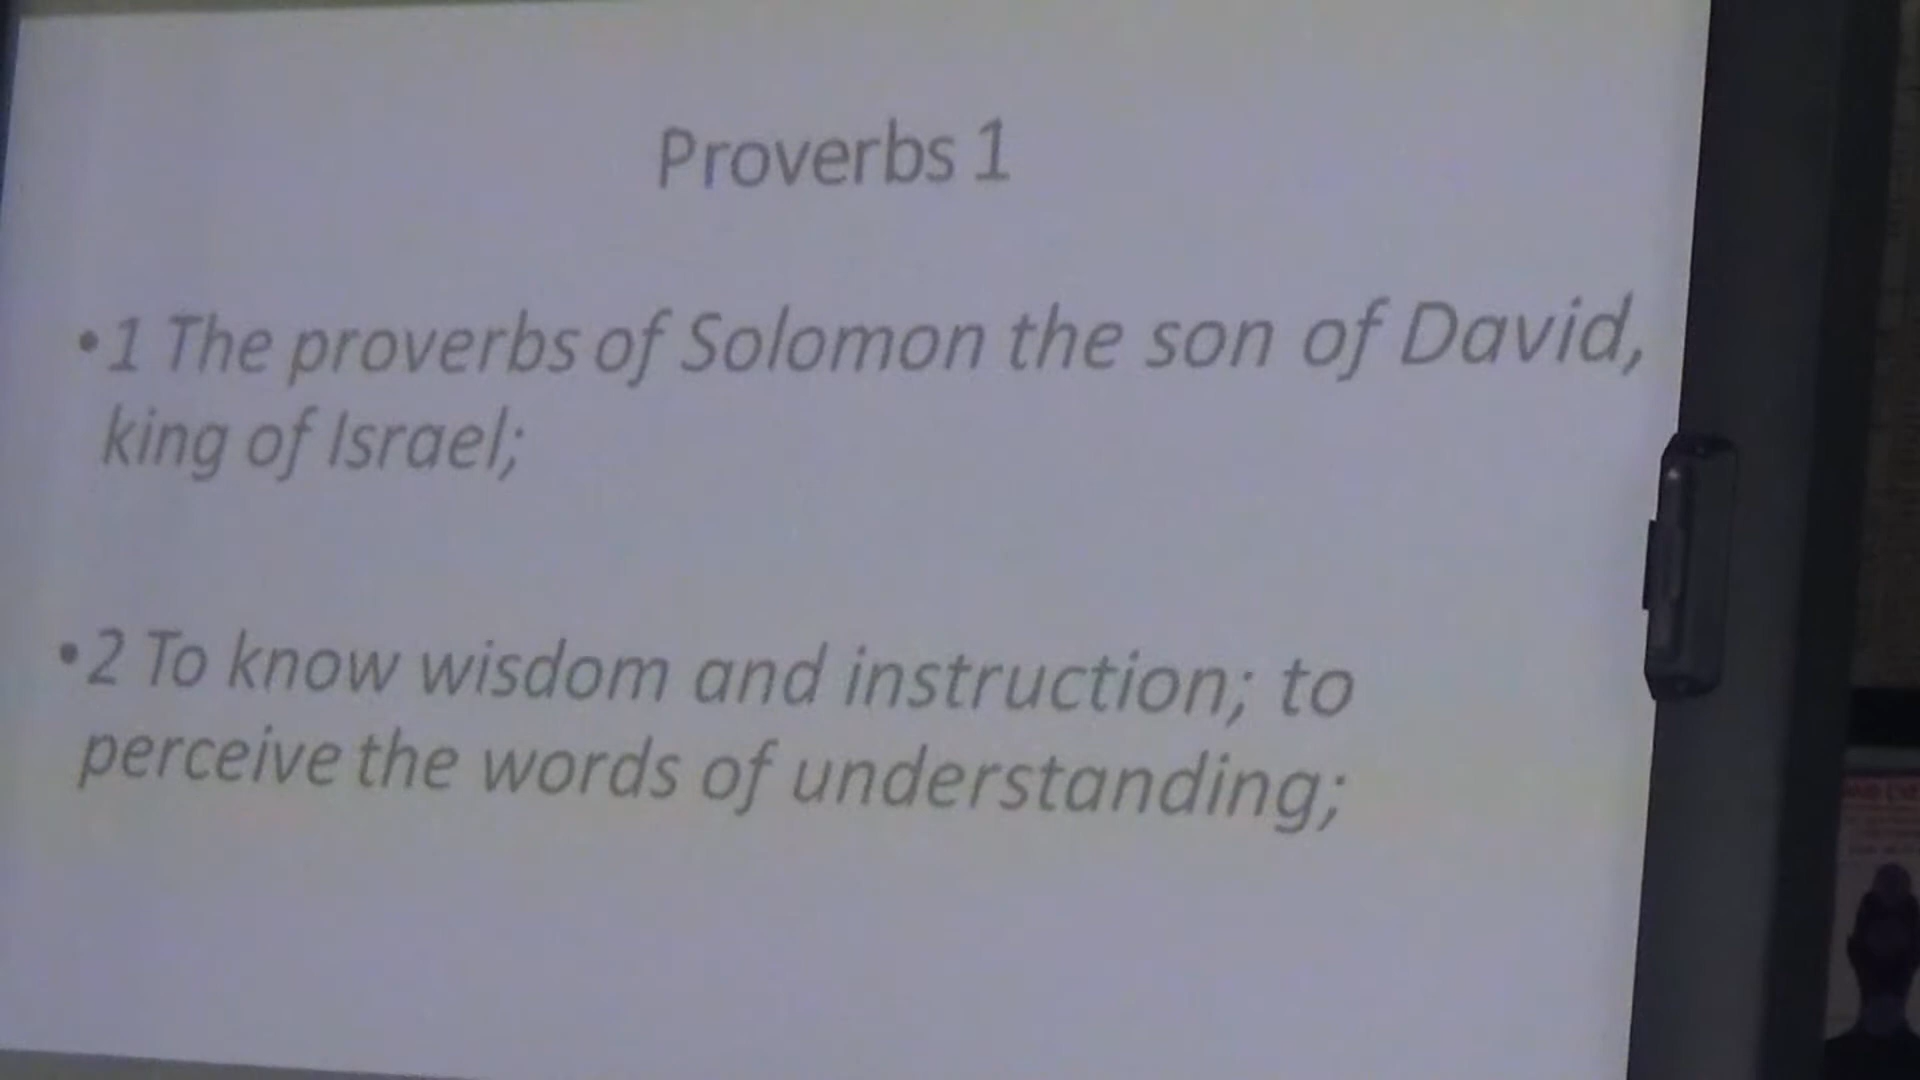 Proverbs 1
•1 The proverbs of Solomon the son of David,
king of Israel;
•2 To know wisdom and instruction; to
perceive the words of understanding;